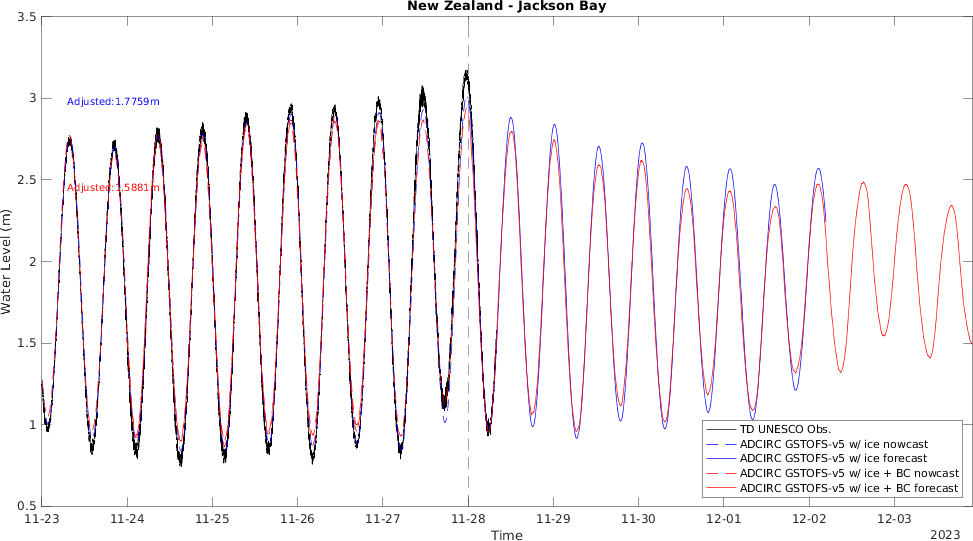 New Zealand - Jackson Bay
3.5
3
2.5
2
1.5
1
0.5
Water Level (m)
Adjusted:1.7759m
Adjusted:1.5881m
TD UNESCO Obs.
ADCIRC GSTOFS-v5 w/ ice nowcast
ADCIRC GSTOFS-v5 w/ ice forecast
ADCIRC GSTOFS-v5 w/ ice + BC nowcast
ADCIRC GSTOFS-v5 w/ ice + BC forecast
11-23 11-24 11-25 11-26 11-27 11-28 11-29 11-30 12-01 12-02 12-03
Time
2023